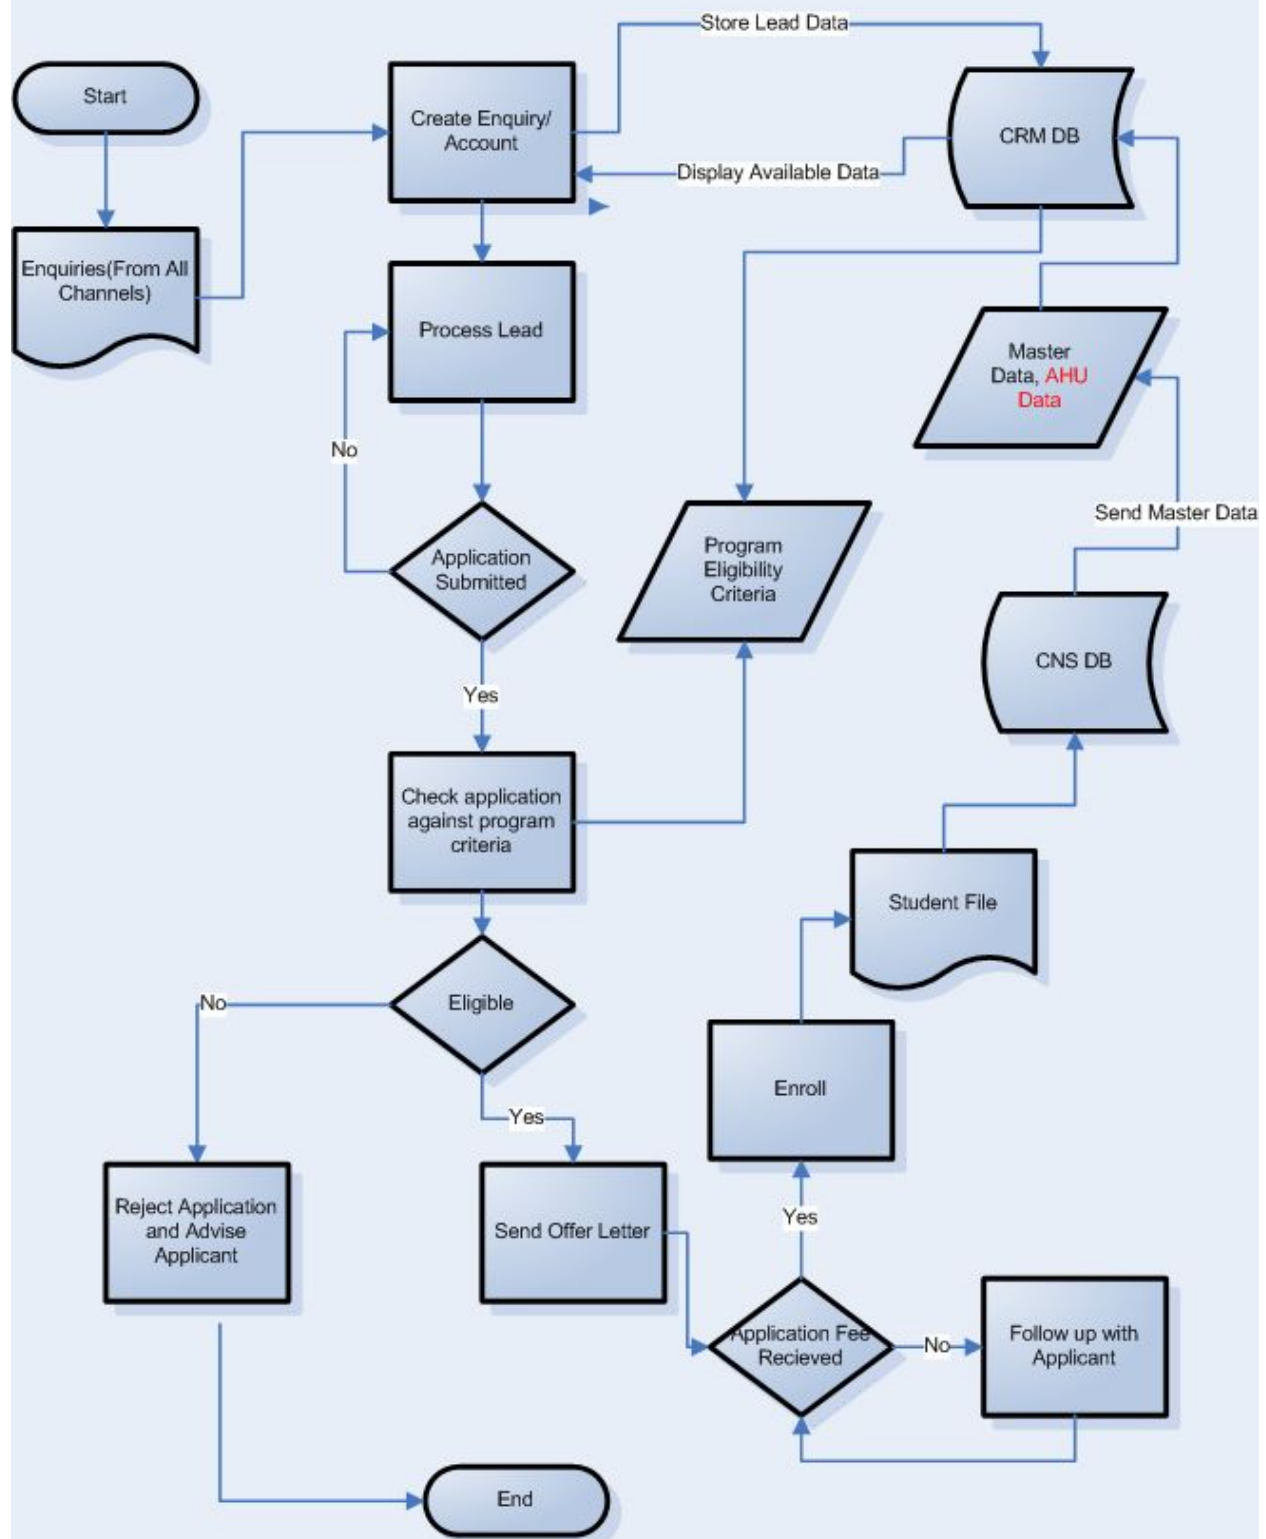 Store Lead Data
Start
Create Enquiry/
Account
CRM DB
Display Available Data
Enquiries(From All
Channels)
Process Lead
Master
Data, AHU
Data
No
Send Master Data
Application
Submitted
Program
Eligibility
Criteria
CNS DB
Yes
Check application
against program
criteria
Student File
Eligible
No
Enroll
Yes
Reject Application
and Advise
Applicant
Send Offer Letter
Yes
Application Fee
Recieved
No
Follow up with
Applicant
End